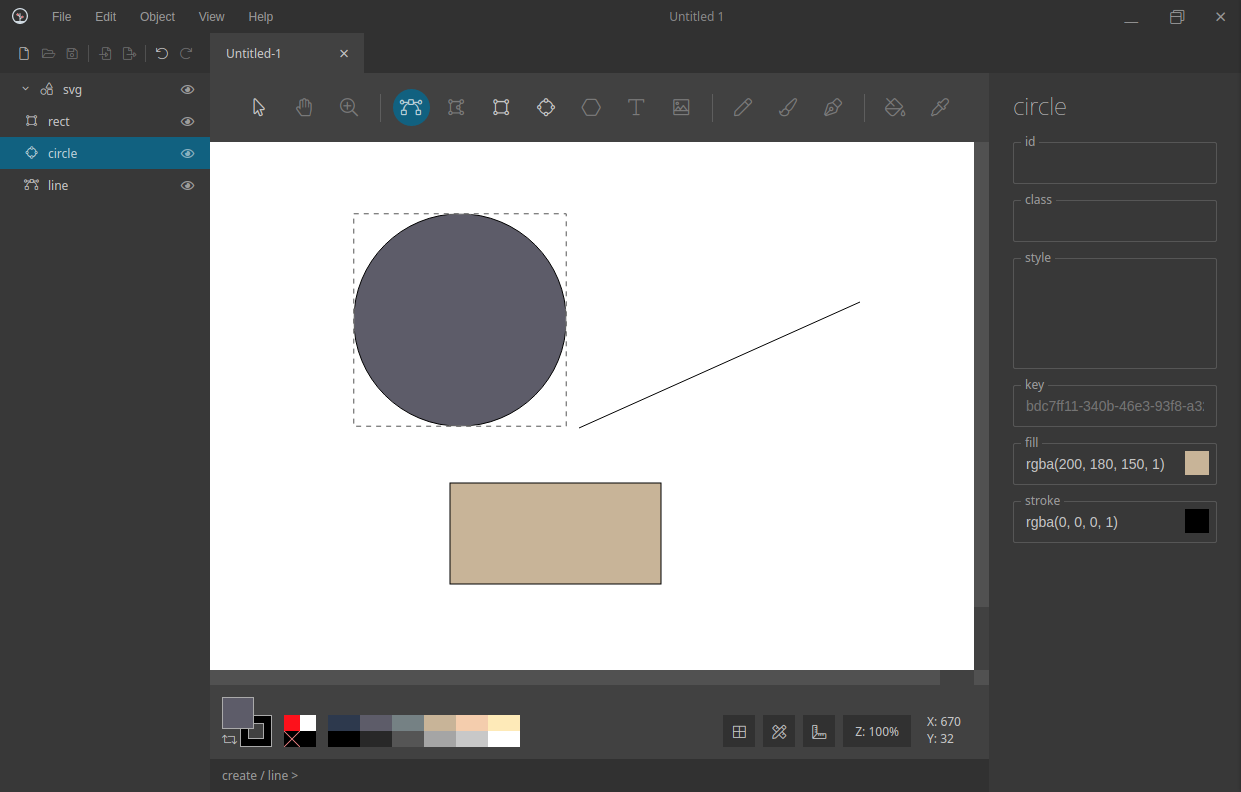 File Edit Object View Help
Untitled 1
Untitled-1
svg
rect
circle
line
circle
id
class
style
key
bdc7ff11-340b-46e3-93f8-a3
fill
rgba(200, 180, 150, 1)
stroke
rgba(0, 0, 0, 1)
Z: 100%
X: 670
Y: 32
create / line >